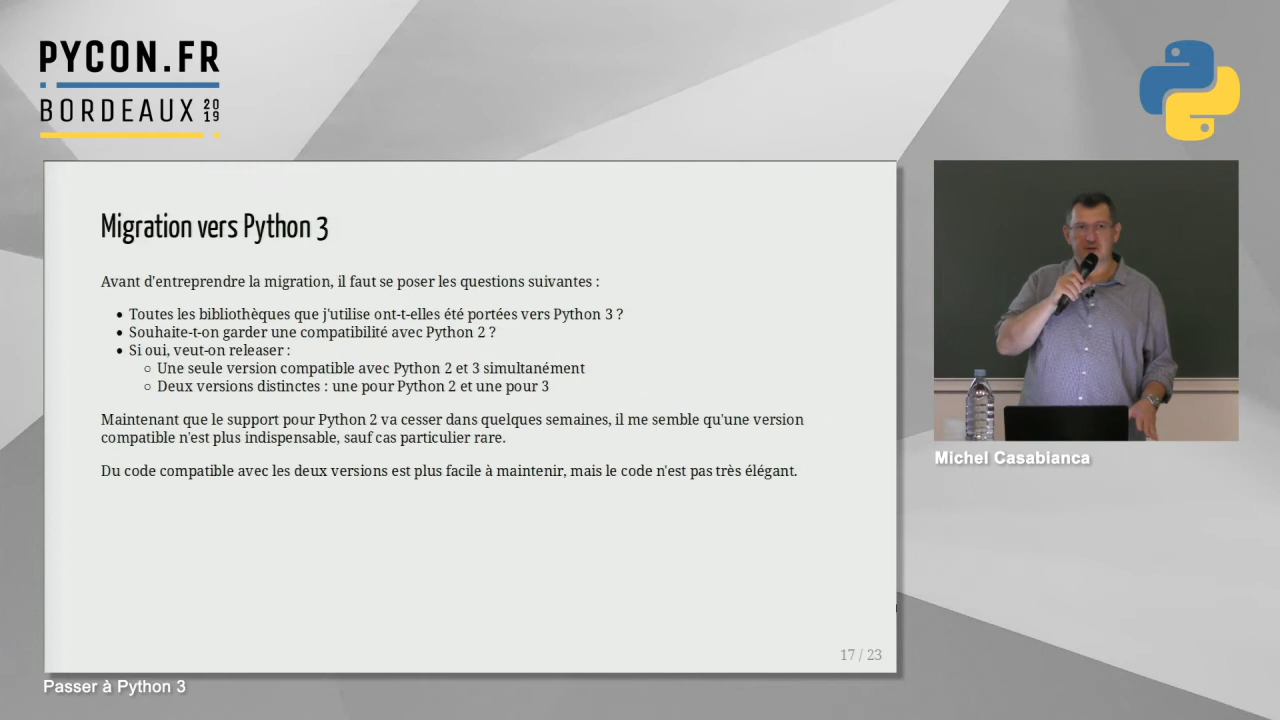 PYCON.FR
BORDEAUX 2019
Migration vers Python 3
Avant d'entreprendre la migration, il faut se poser les questions suivantes :
• Toutes les bibliothèques que j'utilise ont-t-elles été portées vers Python 3 ?
• Souhaite-t-on garder une compatibilité avec Python 2 ?
• Si oui, veut-on releaser :
○ Une seule version compatible avec Python 2 et 3 simultanément
○ Deux versions distinctes : une pour Python 2 et une pour 3
Maintenant que le support pour Python 2 va cesser dans quelques semaines, il me semble qu'une version
compatible n'est plus indispensable, sauf cas particulier rare.
Du code compatible avec les deux versions est plus facile à maintenir, mais le code n'est pas très élégant.
17 / 23
Michel Casabianca
Passer à Python 3